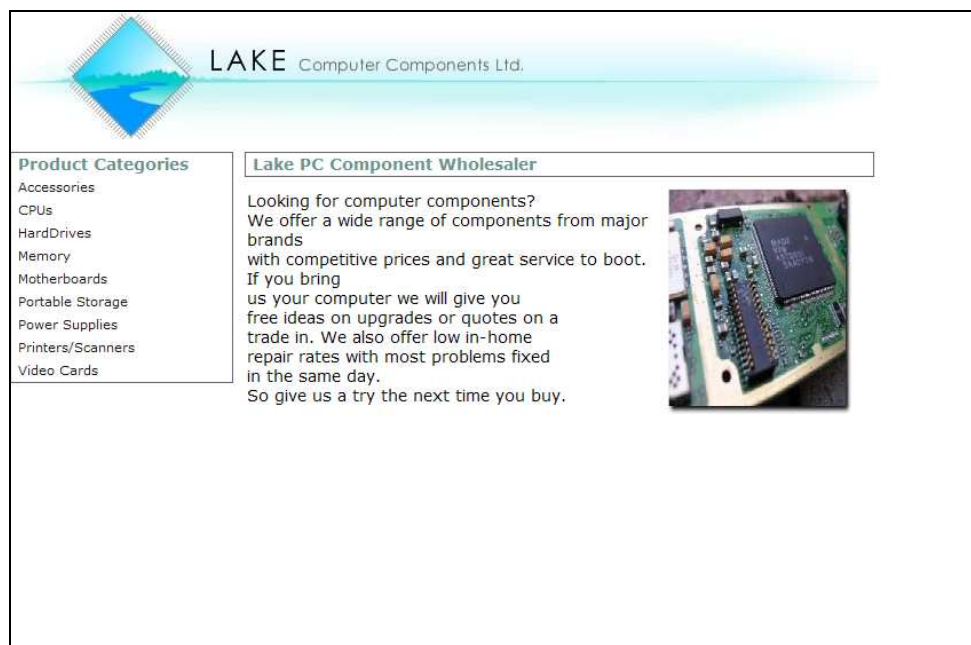 LAKE Computer Components Ltd.
Product Categories
Accessories
CPUs
HardDrives
Memory
Motherboards
Portable Storage
Power Supplies
Printers/Scanners
Video Cards
Lake PC Component Wholesaler
Looking for computer components?
We offer a wide range of components from major
brands
with competitive prices and great service to boot.
If you bring
us your computer we will give you
free ideas on upgrades or quotes on a
trade in. We also offer low in-home
repair rates with most problems fixed
in the same day.
So give us a try the next time you buy.